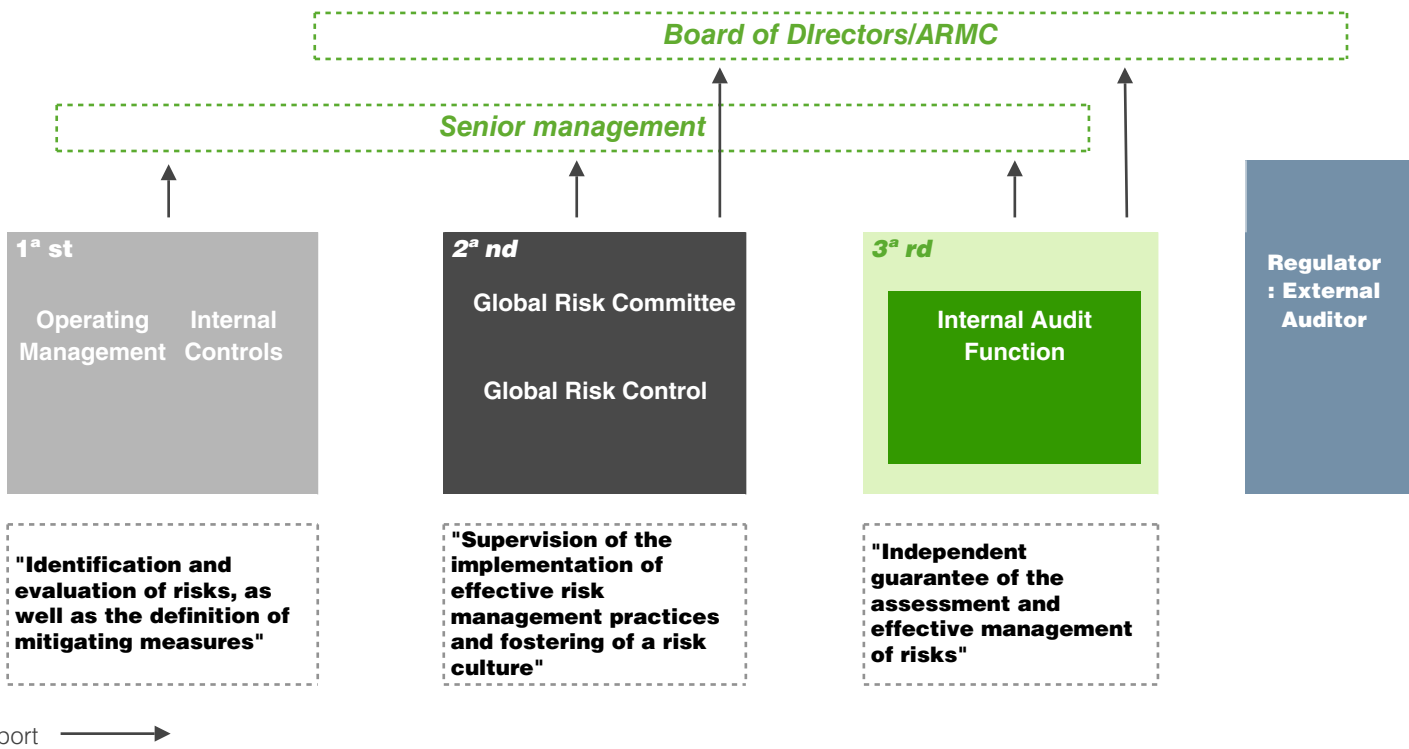 Board of DIrectors/ARMC
Senior management
1ª st
Operating
Management
Internal
Controls
2ª nd
Global Risk Committee
Global Risk Control
3ª rd
Internal Audit
Function
Regulator
: External
Auditor
"Identification and
evaluation of risks, as
well as the definition of
mitigating measures"
"Supervision of the
implementation of
effective risk
management practices
and fostering of a risk
culture"
"Independent
guarantee of the
assessment and
effective management
of risks"
port